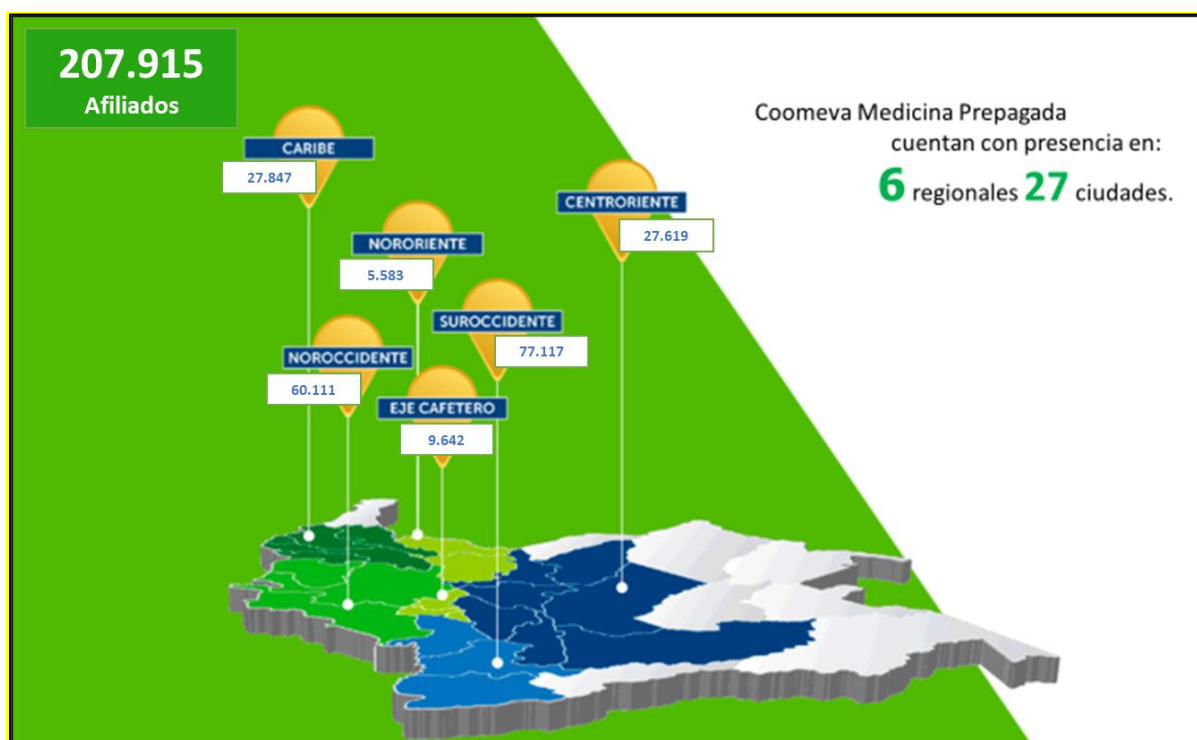 207.915
Afiliados
Coomeva Medicina Prepagada
cuentan con presencia en:
6 regionales 27 ciudades.
CARIBE
27.847
CENTRORIENTE
27.619
NORORIENTE
5.583
SUROCCIDENTE
77.117
NOROCCIDENTE
60.111
EJE CAFETERO
9.642